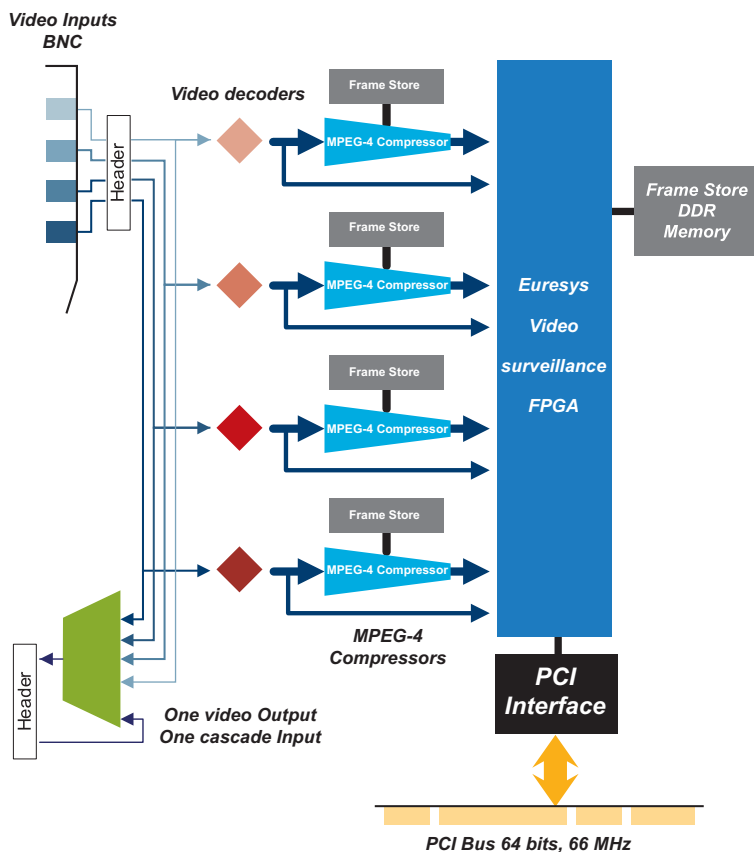 Video Inputs
BNC
Video decoders
Header
Frame Store
MPEG-4 Compressor
Frame Store
MPEG-4 Compressor
Frame Store
MPEG-4 Compressor
Frame Store
MPEG-4 Compressor
Euresys
Video
surveillance
FPGA
Frame Store
DDR
Memory
MPEG-4
Compressors
Header
One video Output
One cascade Input
PCI
Interface
PCI Bus 64 bits, 66 MHz